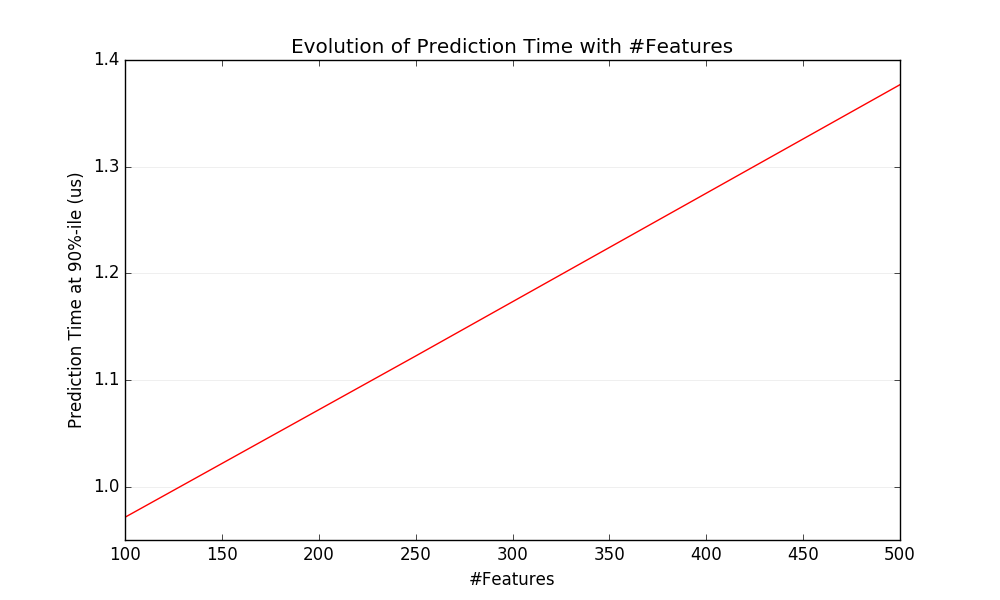 Evolution of Prediction Time with #Features
Prediction Time at 90%-ile (us)
1.4
1.3
1.2
1.1
1.0
100 150 200 250 300 350 400 450 500
#Features